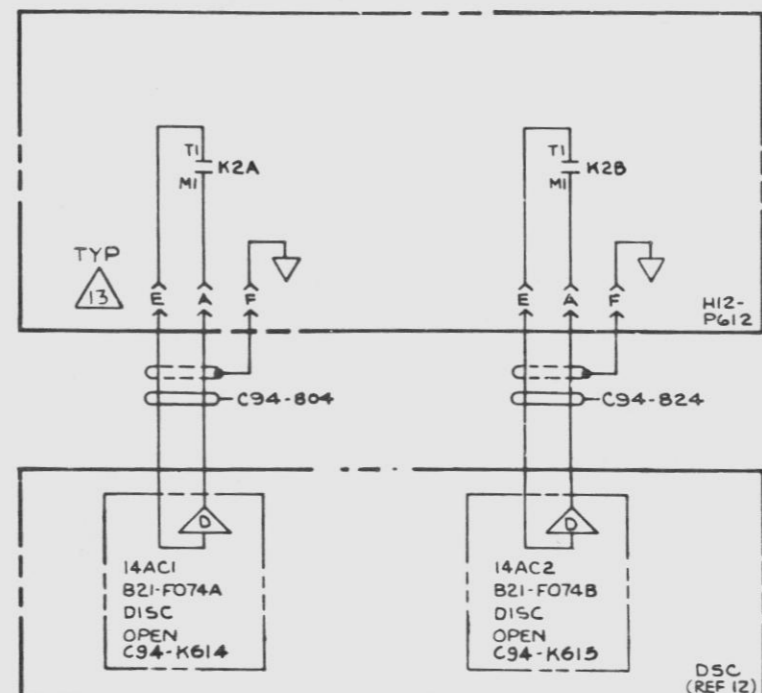 T1
K2A
M1
T1
K2B
M1
TYP
13
E A F
E A F
H12-
P612
C94-804
C94-824
D
14AC1
B21-F074A
DISC
OPEN
C94-K614
D
14AC2
B21-F074B
DISC
OPEN
C94-K615
DSC
(REF 12)